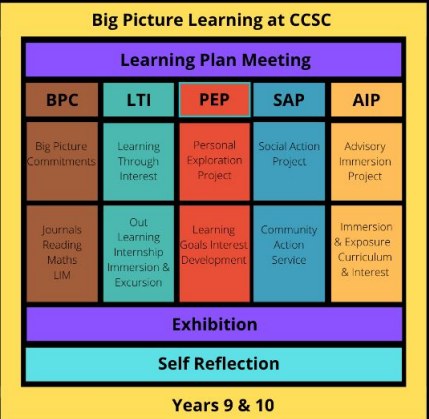 Big Picture Learning at CCSC
Learning Plan Meeting
BPC
LTI
PEP
SAP
AIP
Big Picture
Commitments
Learning
Through
Interest
Personal
Exploration
Project
Social Action
Project
Advisory
Immersion
Project
Journals
Reading
Maths
LIM
Out
Learning
Internship
Immersion &
Excursion
Learning
Goals Interest
Development
Community
Action
Service
Immersion
& Exposure
Curriculum
& Interest
Exhibition
Self Reflection
Years 9 & 10